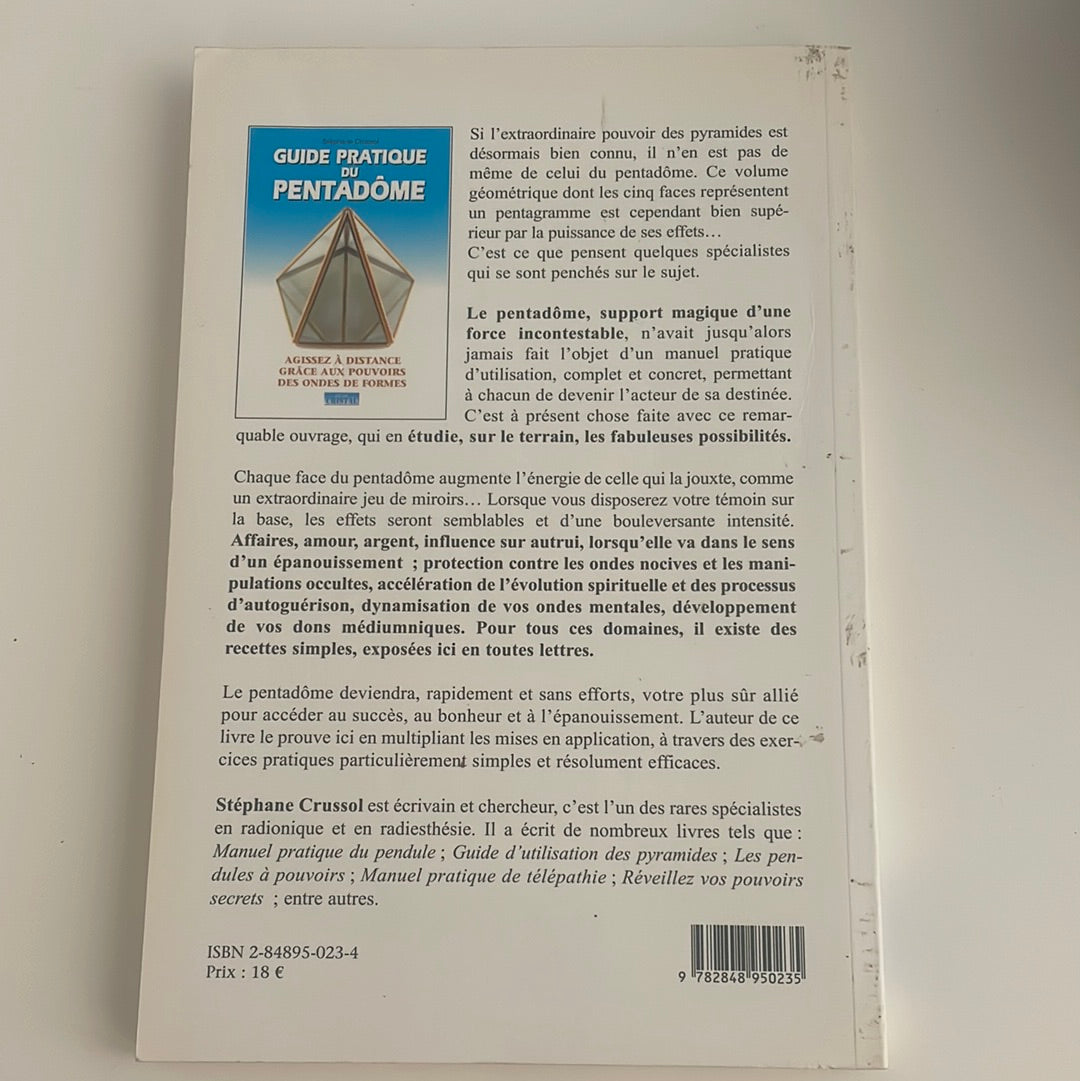 Stéphane Crussol
GUIDE PRATIQUE
DU
PENTADÔME
AGISSEZ À DISTANCE
GRÂCE AUX POUVOIRS
DES ONDES DE FORMES
CRISTAL
Si l'extraordinaire pouvoir des pyramides est
désormais bien connu, il n'en est pas de
même de celui du pentadôme. Ce volume
géométrique dont les cinq faces représentent
un pentagramme est cependant bien supé-
rieur par la puissance de ses effets…
C'est ce que pensent quelques spécialistes
qui se sont penchés sur le sujet.
Le pentadôme, support magique d'une
force incontestable, n'avait jusqu'alors
jamais fait l'objet d'un manuel pratique
d'utilisation, complet et concret, permettant
à chacun de devenir l'acteur de sa destinée.
C'est à présent chose faite avec ce remar-
quable ouvrage, qui en étudie, sur le terrain, les fabuleuses possibilités.
Chaque face du pentadôme augmente l'énergie de celle qui la jouxte, comme
un extraordinaire jeu de miroirs… Lorsque vous disposerez votre témoin sur
la base, les effets seront semblables et d'une bouleversante intensité.
Affaires, amour, argent, influence sur autrui, lorsqu'elle va dans le sens
d'un épanouissement ; protection contre les ondes nocives et les mani-
pulations occultes, accélération de l'évolution spirituelle et des processus
d'autoguérison, dynamisation de vos ondes mentales, développement
de vos dons médiumniques. Pour tous ces domaines, il existe des
recettes simples, exposées ici en toutes lettres.
Le pentadôme deviendra, rapidement et sans efforts, votre plus sûr allié
pour accéder au succès, au bonheur et à l'épanouissement. L'auteur de ce
livre le prouve ici en multipliant les mises en application, à travers des exer-
cices pratiques particulièrement simples et résolument efficaces.
Stéphane Crussol est écrivain et chercheur, c'est l'un des rares spécialistes
en radionique et en radiesthésie. Il a écrit de nombreux livres tels que :
Manuel pratique du pendule ; Guide d'utilisation des pyramides ; Les pen-
dules à pouvoirs ; Manuel pratique de télépathie ; Réveillez vos pouvoirs
secrets ; entre autres.
ISBN 2-84895-023-4
Prix : 18 €
9 782848 950235